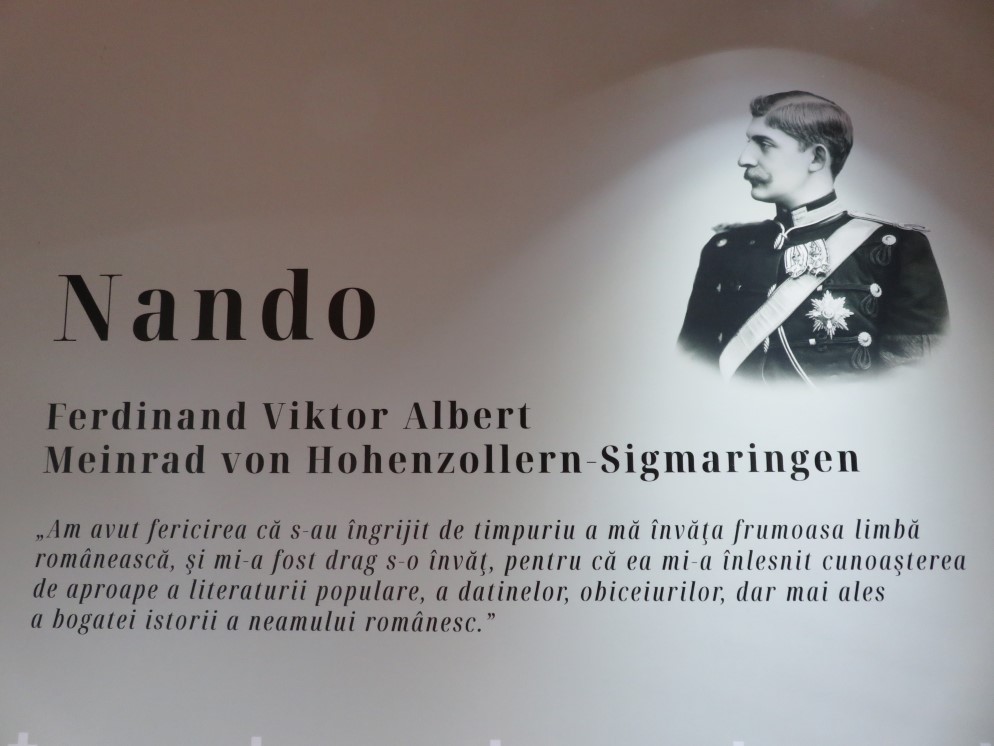 Nando
Ferdinand Viktor Albert
Meinrad von Hohenzollern-Sigmaringen
„Am avut fericirea că s-au îngrijit de timpuriu a mă învăţa frumoasa limbă
românească, şi mi-a fost drag s-o învăţ, pentru că ea mi-a înlesnit cunoaşterea
de aproape a literaturii populare, a datinelor, obiceiurilor, dar mai ales
a bogatei istorii a neamului românesc.”